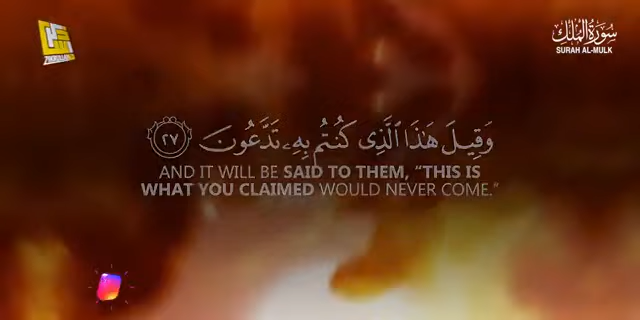 سُورَةُ الْمُلْكِ
SURAH AL-MULK
وَقِيلَ هَٰذَا ٱلَّذِى كُنتُم بِهِۦ تَدَّعُونَ ٢٧
AND IT WILL BE SAID TO THEM, “THIS IS
WHAT YOU CLAIMED WOULD NEVER COME.”